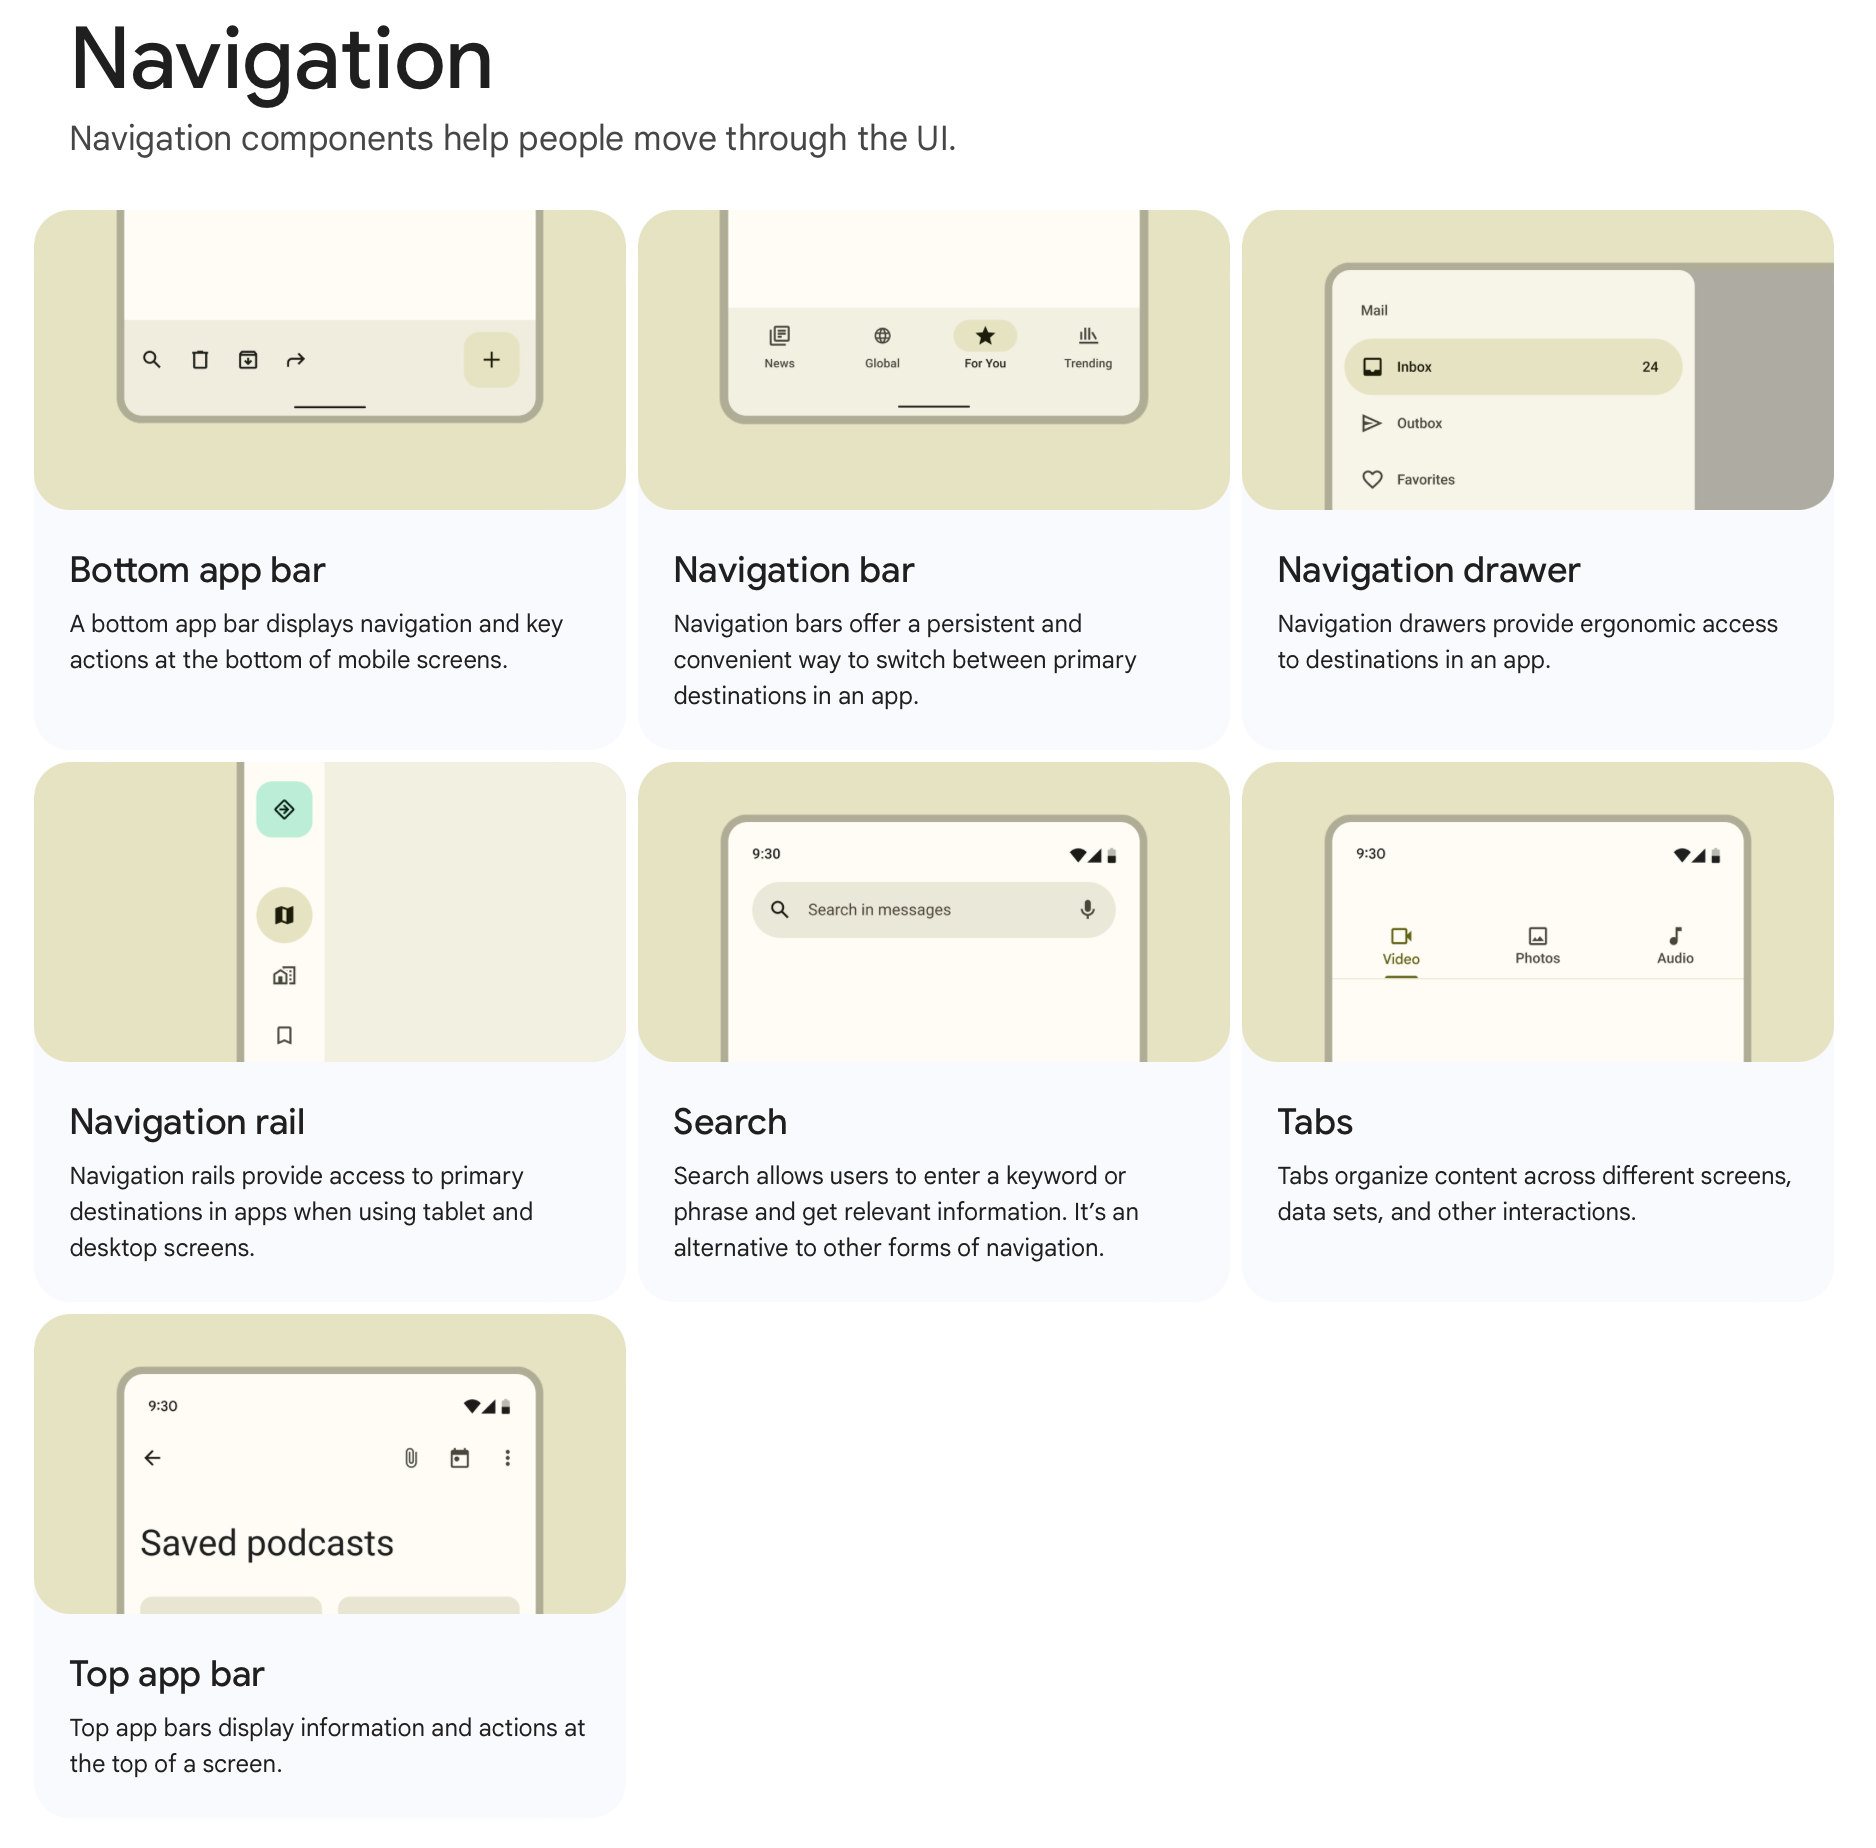 Navigation
Navigation components help people move through the UI.
News
Global
For You
Trending
Mail
Inbox
24
Outbox
Favorites
Bottom app bar
A bottom app bar displays navigation and key
actions at the bottom of mobile screens.
Navigation bar
Navigation bars offer a persistent and
convenient way to switch between primary
destinations in an app.
Navigation drawer
Navigation drawers provide ergonomic access
to destinations in an app.
9:30
Search in messages
9:30
Video
Photos
Audio
Navigation rail
Navigation rails provide access to primary
destinations in apps when using tablet and
desktop screens.
Search
Search allows users to enter a keyword or
phrase and get relevant information. It’s an
alternative to other forms of navigation.
Tabs
Tabs organize content across different screens,
data sets, and other interactions.
9:30
Saved podcasts
Top app bar
Top app bars display information and actions at
the top of a screen.